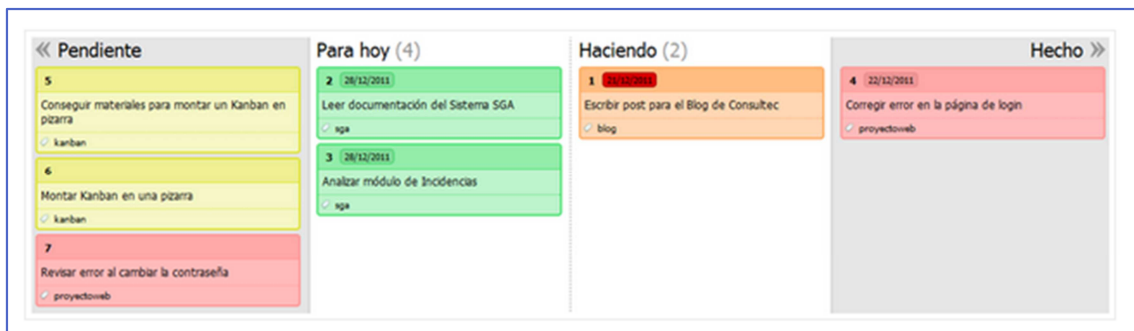 « Pendiente
5
Conseguir materiales para montar un Kanban en
pizarra
kanban
6
Montar Kanban en una pizarra
kanban
7
Revisar error al cambiar la contraseña
proyectoweb
Para hoy (4)
2 28/12/2011
Leer documentación del Sistema SGA
sga
3 28/12/2011
Analizar módulo de Incidencias
sga
Haciendo (2)
1 21/12/2011
Escribir post para el Blog de Consultec
blog
Hecho »
4 22/12/2011
Corregir error en la página de login
proyectoweb